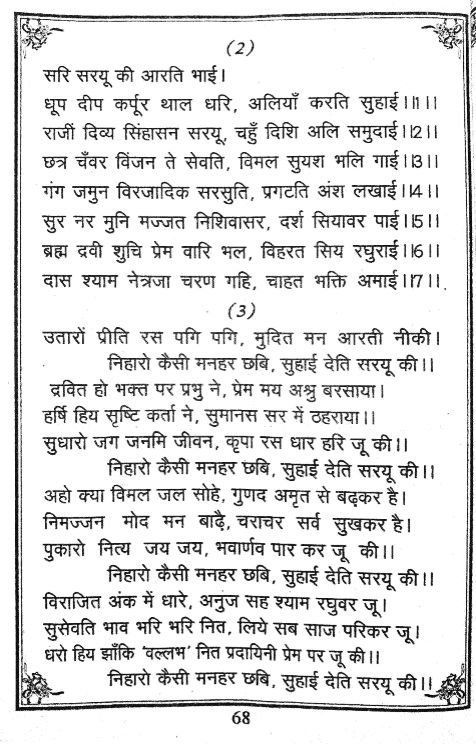 (2)
सरि सरयू की आरति भाई।
धूप दीप कर्पूर थाल धरि, अलियाँ करति सुहाई।।1।।
राजीं दिव्य सिंहासन सरयू, चहुँ दिशि अलि समुदाई।।2।।
छत्र चँवर विंजन ते सेवति, विमल सुयश भलि गाई।।3।।
गंग जमुन विरजादिक सरसुति, प्रगटति अंश लखाई।।4।।
सुर नर मुनि मज्जत निशिवासर, दर्श सियावर पाई।।5।।
ब्रह्म द्रवी शुचि प्रेम वारि भल, विहरत सिय रघुराई।।6।।
दास श्याम नेत्रजा चरण गहि, चाहत भक्ति अमाई।।7।।
(3)
उतारों प्रीति रस पगि पगि, मुदित मन आरती नीकी।
निहारो कैसी मनहर छबि, सुहाई देति सरयू की।।
द्रवित हो भक्त पर प्रभु ने, प्रेम मय अश्रु बरसाया।
हर्षि हिय सृष्टि कर्ता ने, सुमानस सर में ठहराया।।
सुधारो जग जनमि जीवन, कृपा रस धार हरि जू की।।
निहारो कैसी मनहर छबि, सुहाई देति सरयू की।।
अहो क्या विमल जल सोहे, गुणद अमृत से बढ़कर है।
निमज्जन मोद मन बाढ़ै, चराचर सर्व सुखकर है।
पुकारो नित्य जय जय, भवार्णव पार कर जू की।।
निहारो कैसी मनहर छबि, सुहाई देति सरयू की।।
विराजित अंक में धारे, अनुज सह श्याम रघुवर जू।
सुसेवति भाव भरि भरि नित, लिये सब साज परिकर जू।
धरो हिय झाँकि ‘वल्लभ’ नित प्रदायिनी प्रेम पर जू की।।
निहारो कैसी मनहर छबि, सुहाई देति सरयू की।।
68